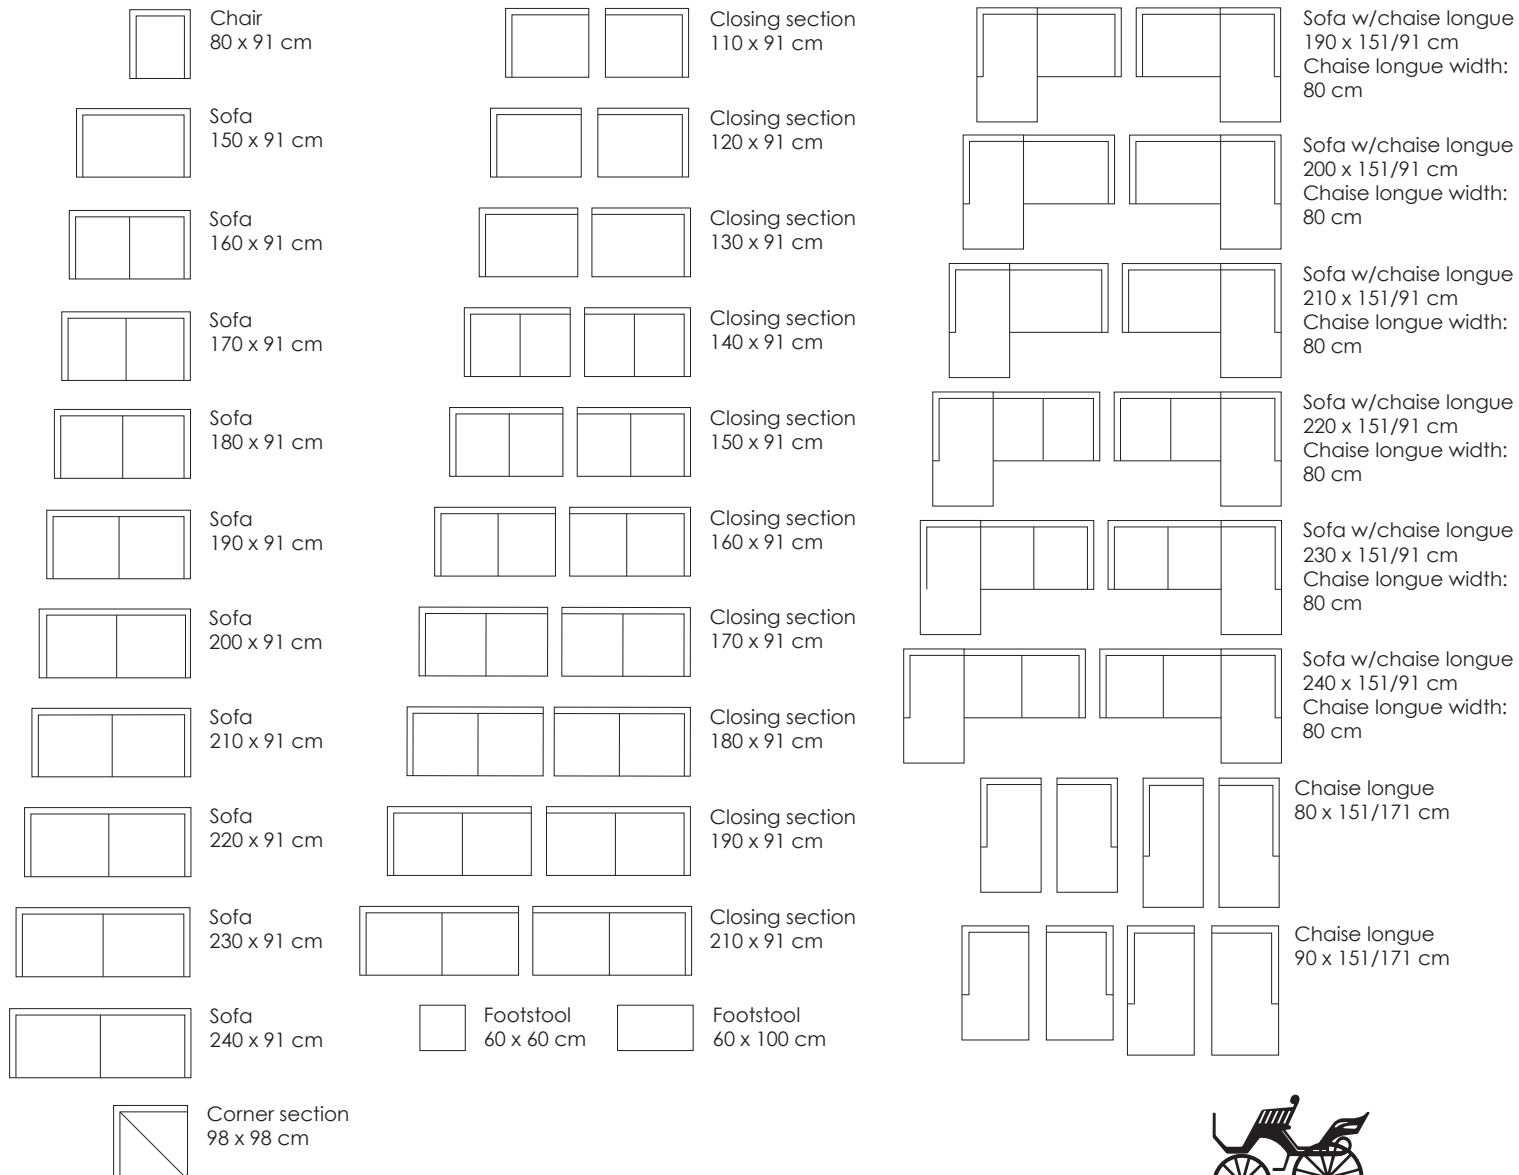 Chair
80 x 91 cm
Sofa
150 x 91 cm
Sofa
160 x 91 cm
Sofa
170 x 91 cm
Sofa
180 x 91 cm
Sofa
190 x 91 cm
Sofa
200 x 91 cm
Sofa
210 x 91 cm
Sofa
220 x 91 cm
Sofa
230 x 91 cm
Sofa
240 x 91 cm
Corner section
98 x 98 cm
Closing section
110 x 91 cm
Closing section
120 x 91 cm
Closing section
130 x 91 cm
Closing section
140 x 91 cm
Closing section
150 x 91 cm
Closing section
160 x 91 cm
Closing section
170 x 91 cm
Closing section
180 x 91 cm
Closing section
190 x 91 cm
Closing section
210 x 91 cm
Footstool
60 x 60 cm
Footstool
60 x 100 cm
Sofa w/chaise longue
190 x 151/91 cm
Chaise longue width:
80 cm
Sofa w/chaise longue
200 x 151/91 cm
Chaise longue width:
80 cm
Sofa w/chaise longue
210 x 151/91 cm
Chaise longue width:
80 cm
Sofa w/chaise longue
220 x 151/91 cm
Chaise longue width:
80 cm
Sofa w/chaise longue
230 x 151/91 cm
Chaise longue width:
80 cm
Sofa w/chaise longue
240 x 151/91 cm
Chaise longue width:
80 cm
Chaise longue
80 x 151/171 cm
Chaise longue
90 x 151/171 cm